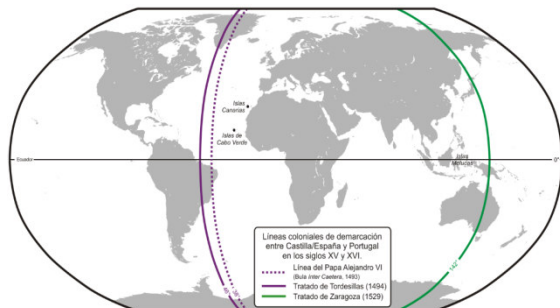 Islas
Canarias
Islas de
Cabo Verde
Ecuador
Islas
Molucas
0°
142°
Líneas coloniales de demarcación
entre Castilla/España y Portugal
en los siglos XV y XVI.
Línea del Papa Alejandro VI
(Bula Inter Caetera, 1493)
Tratado de Tordesillas (1494)
Tratado de Zaragoza (1529)